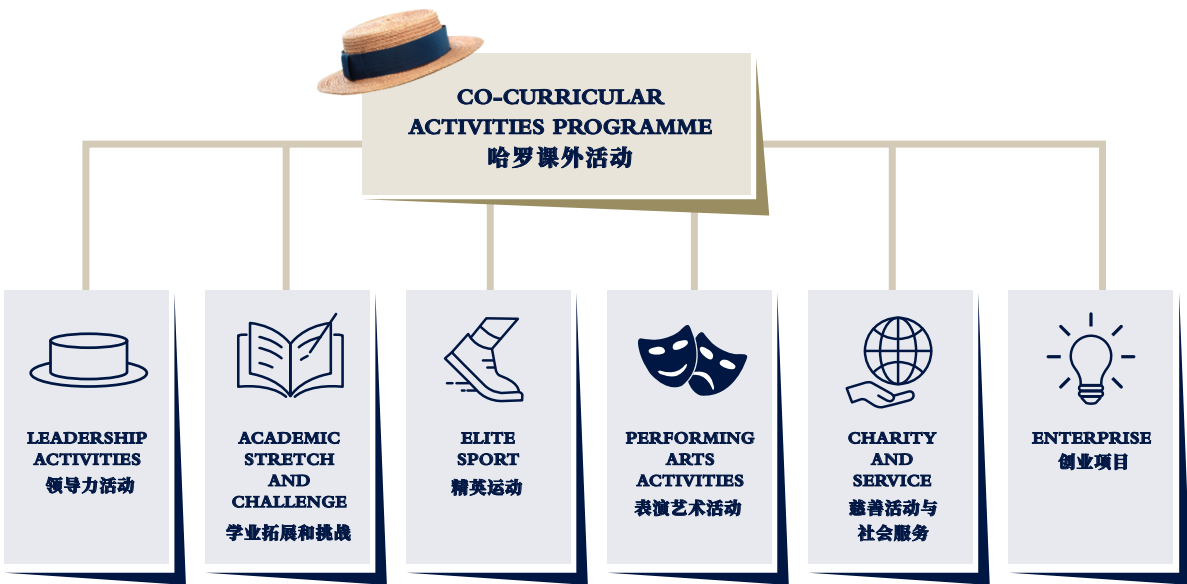 CO-CURRICULAR
ACTIVITIES PROGRAMME
哈罗课外活动
LEADERSHIP
ACTIVITIES
领导力活动
ACADEMIC
STRETCH
AND
CHALLENGE
学业拓展和挑战
ELITE
SPORT
精英运动
PERFORMING
ARTS
ACTIVITIES
表演艺术活动
CHARITY
AND
SERVICE
慈善活动与
社会服务
ENTERPRISE
创业项目